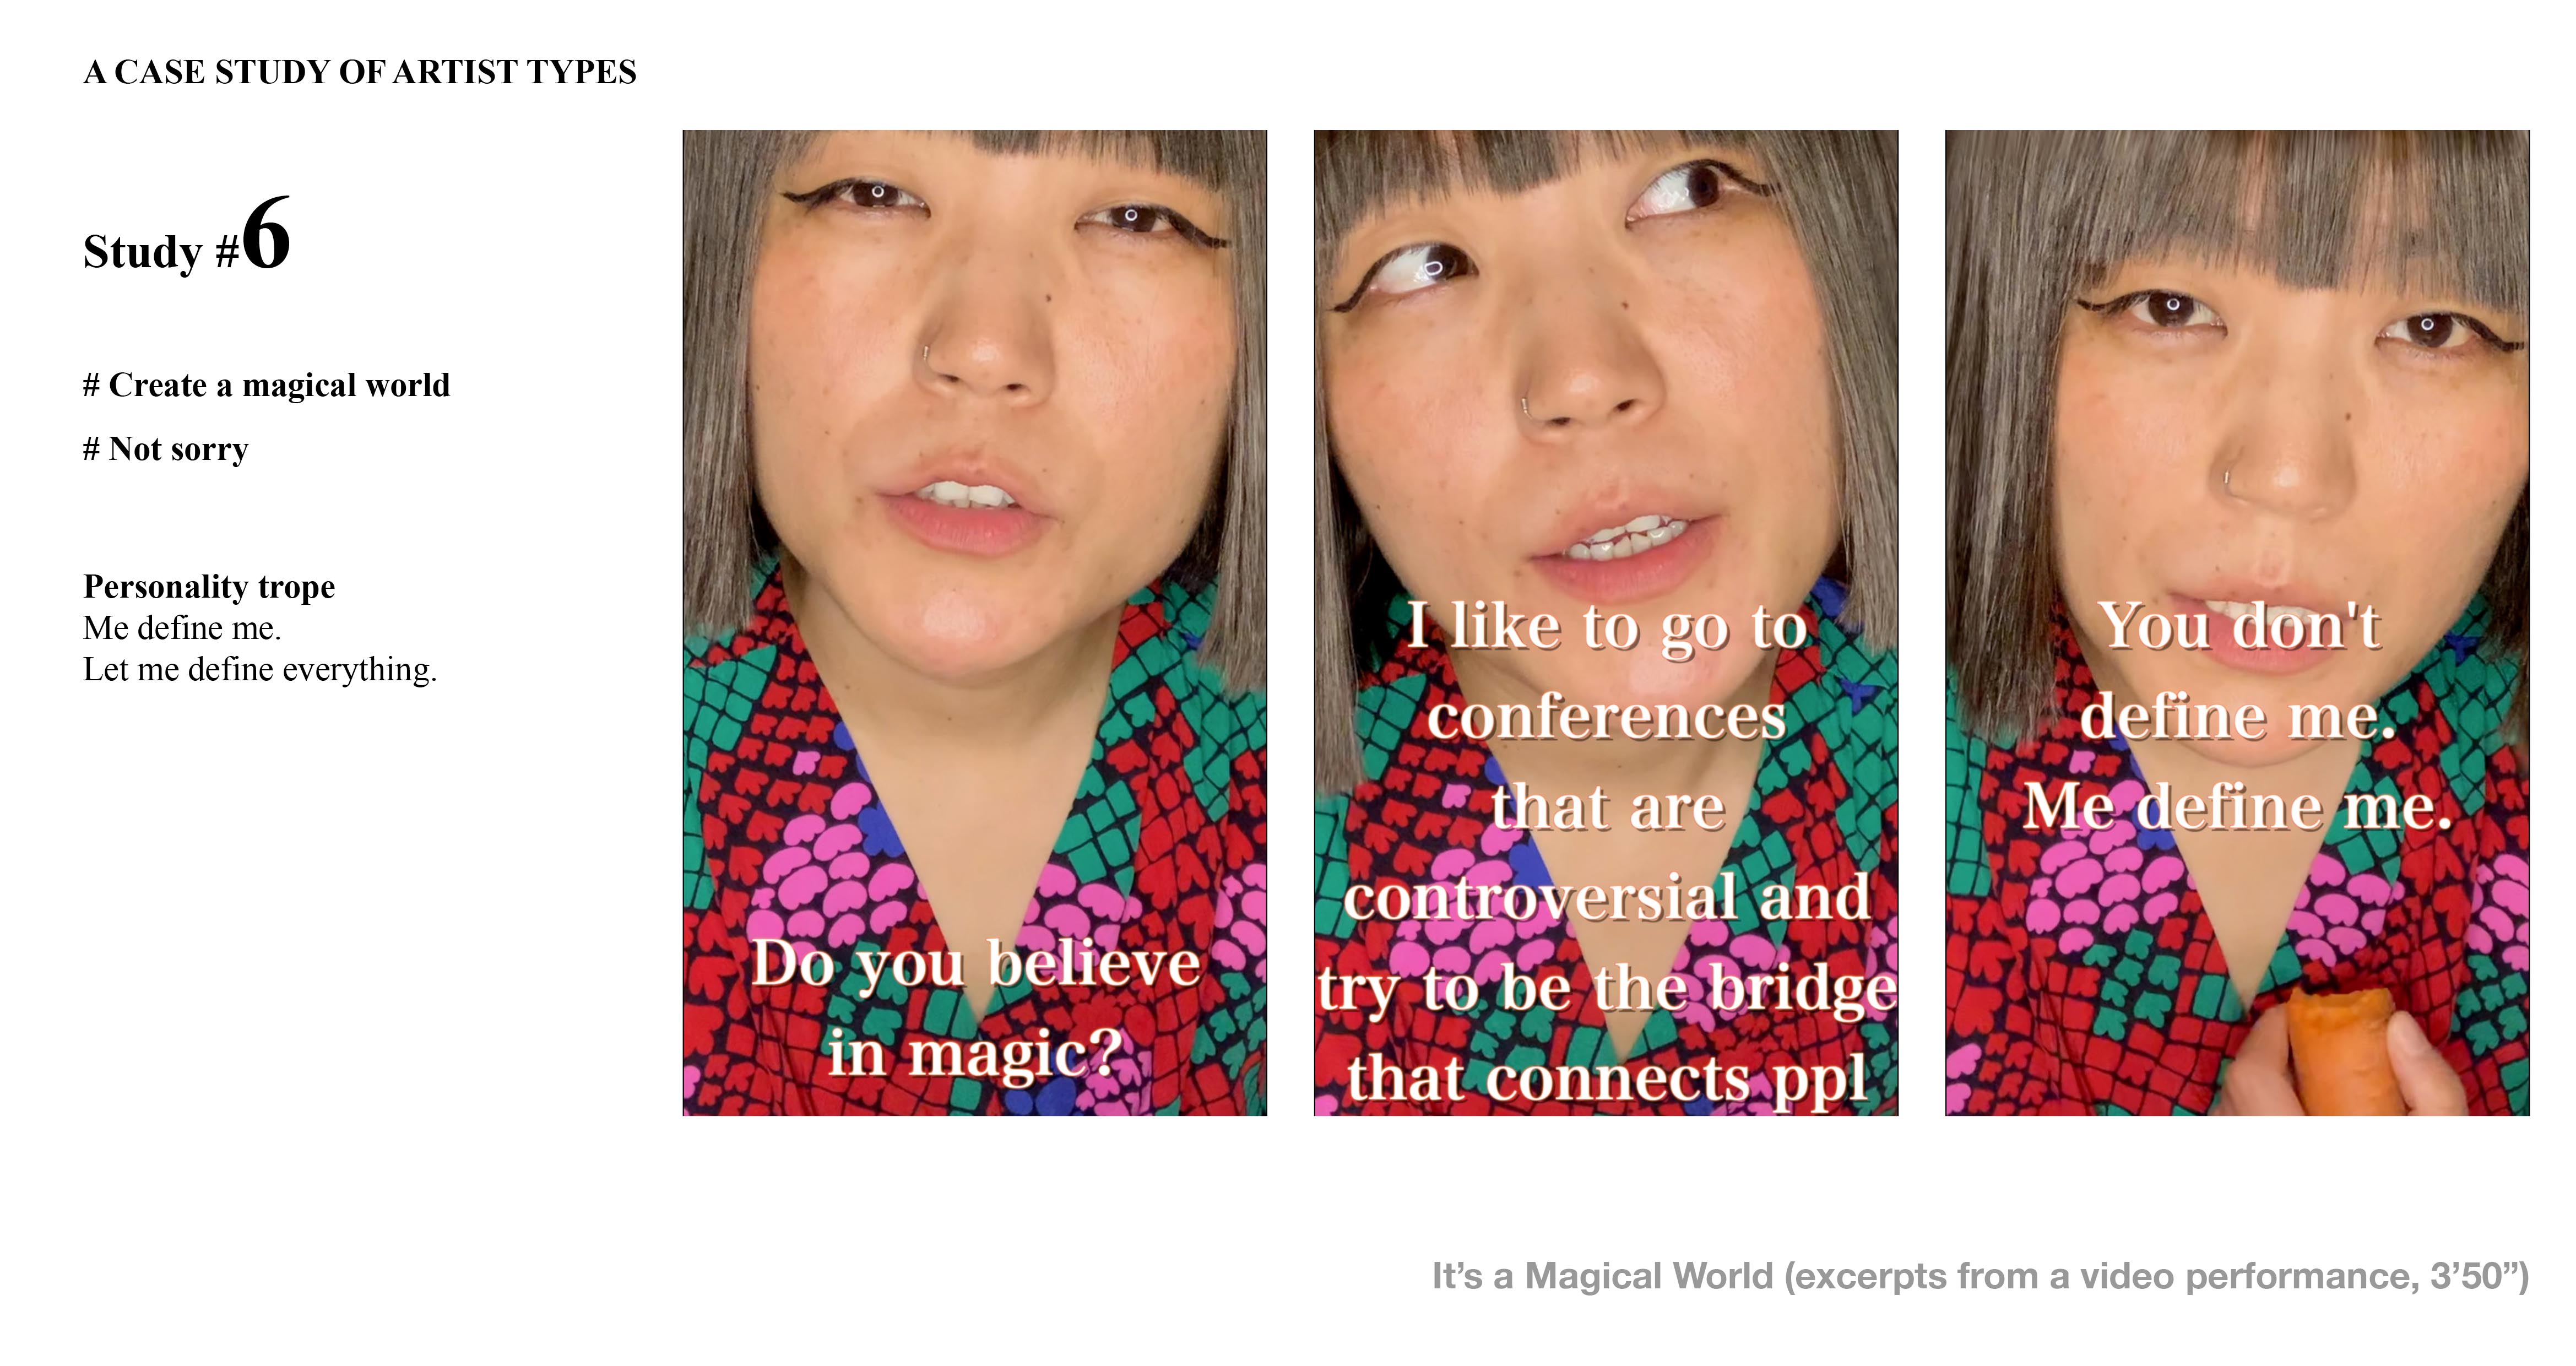 A CASE STUDY OF ARTIST TYPES
Study #6
# Create a magical world
# Not sorry
Personality trope
Me define me.
Let me define everything.
Do you believe
in magic?
I like to go to
conferences
that are
controversial and
try to be the bridge
that connects ppl
You don't
define me.
Me define me.
It’s a Magical World (excerpts from a video performance, 3’50”)